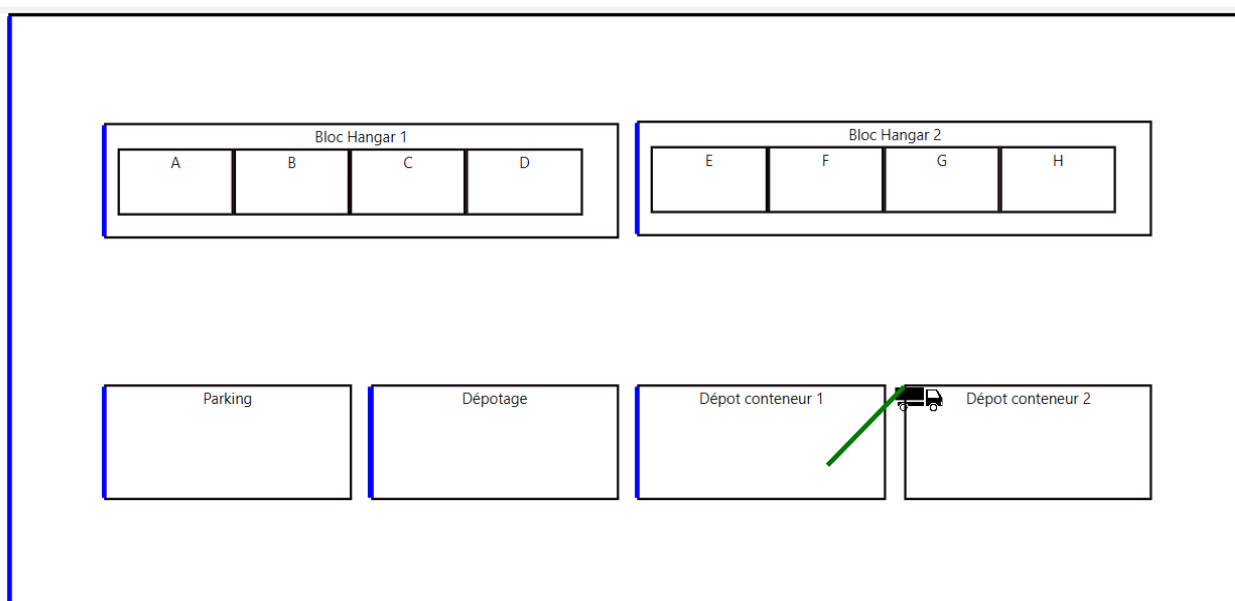 Bloc Hangar 1
A B C D
Bloc Hangar 2
E F G H
Parking
Dépotage
Dépot conteneur 1
Dépot conteneur 2